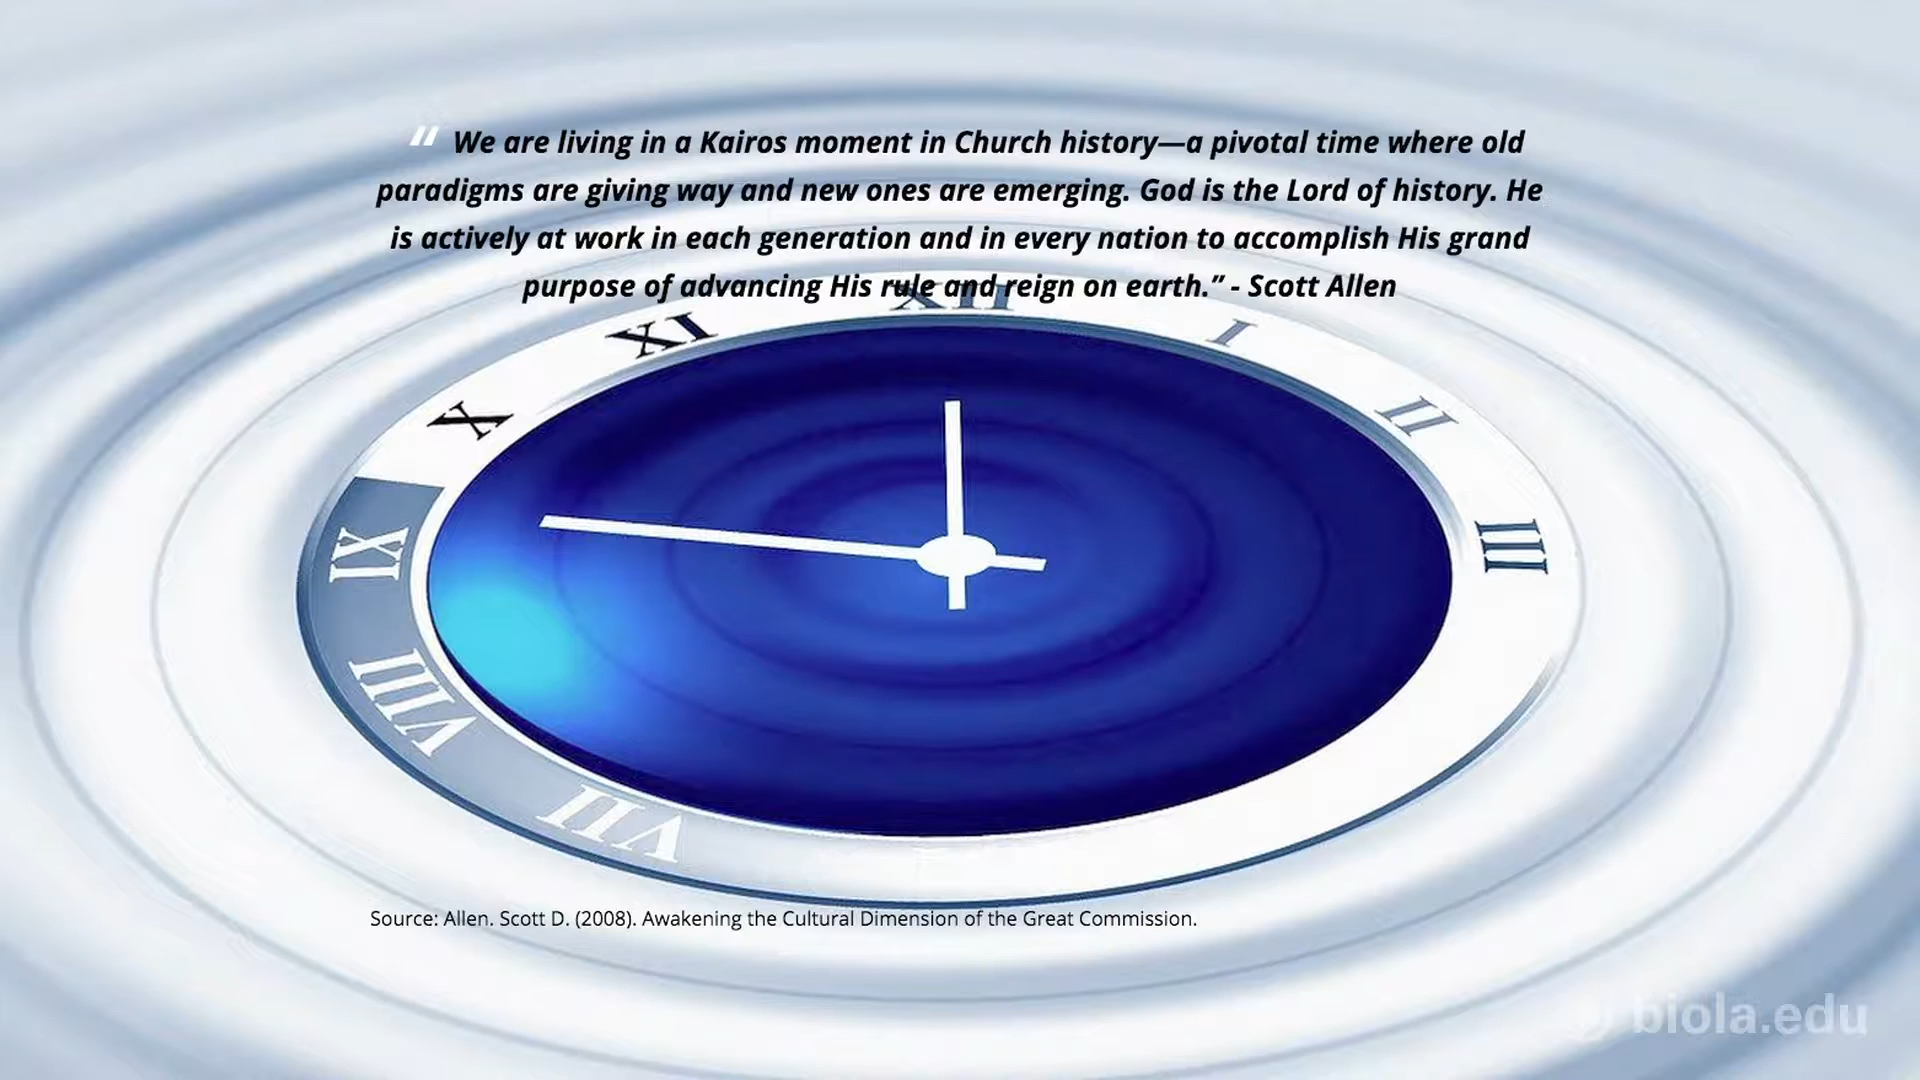 “ We are living in a Kairos moment in Church history—a pivotal time where old
paradigms are giving way and new ones are emerging. God is the Lord of history. He
is actively at work in each generation and in every nation to accomplish His grand
purpose of advancing His rule and reign on earth.” - Scott Allen
XII
XI
I
X
II
IX
III
VIII
VII
Source: Allen. Scott D. (2008). Awakening the Cultural Dimension of the Great Commission.
biola.edu